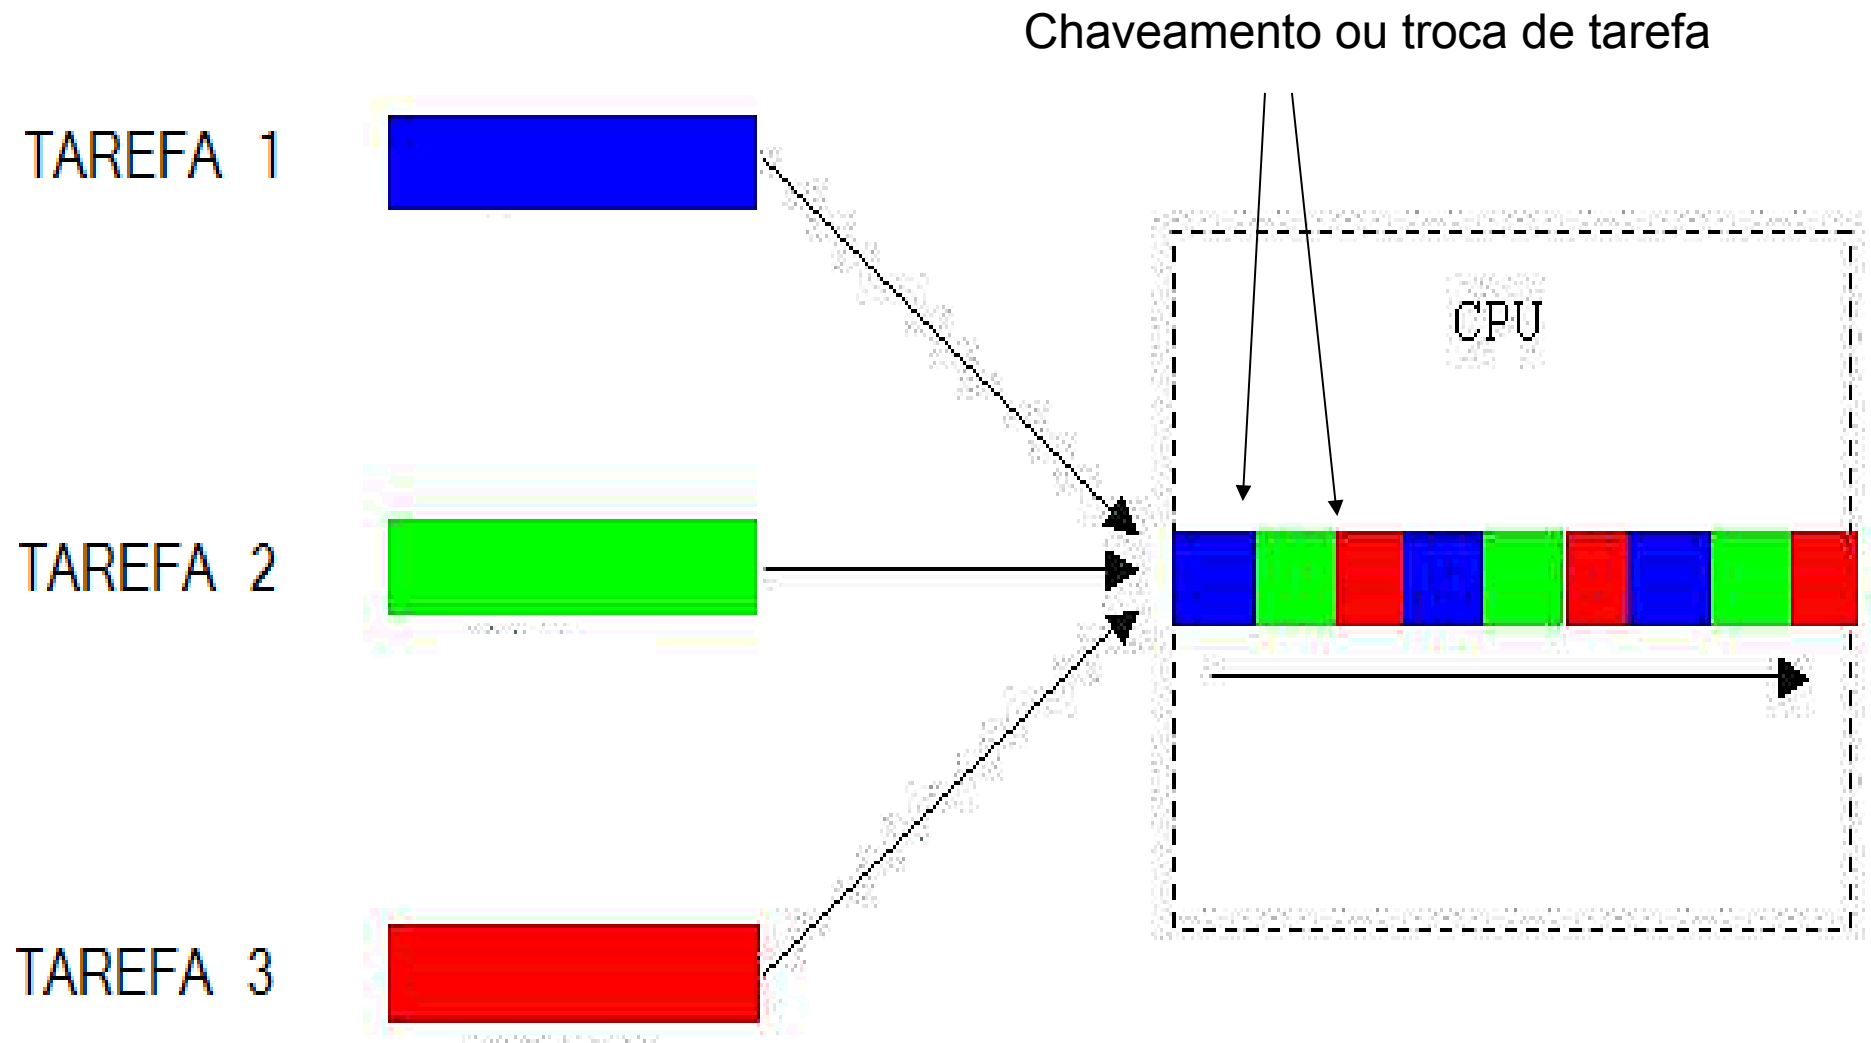 Chaveamento ou troca de tarefa
TAREFA 1
CPU
TAREFA 2
TAREFA 3